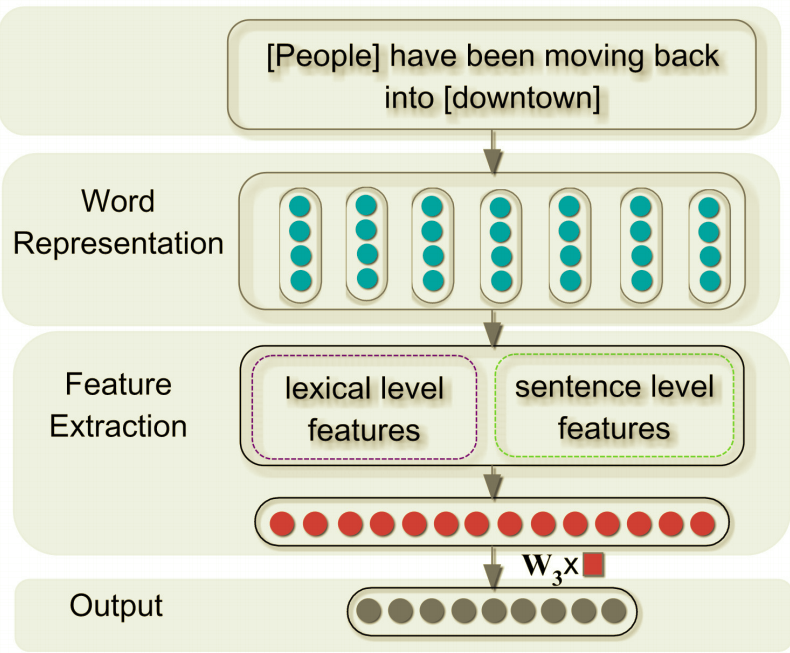 [People] have been moving back
into [downtown]
Word
Representation
Feature
Extraction
lexical level
features
sentence level
features
W₃x
Output